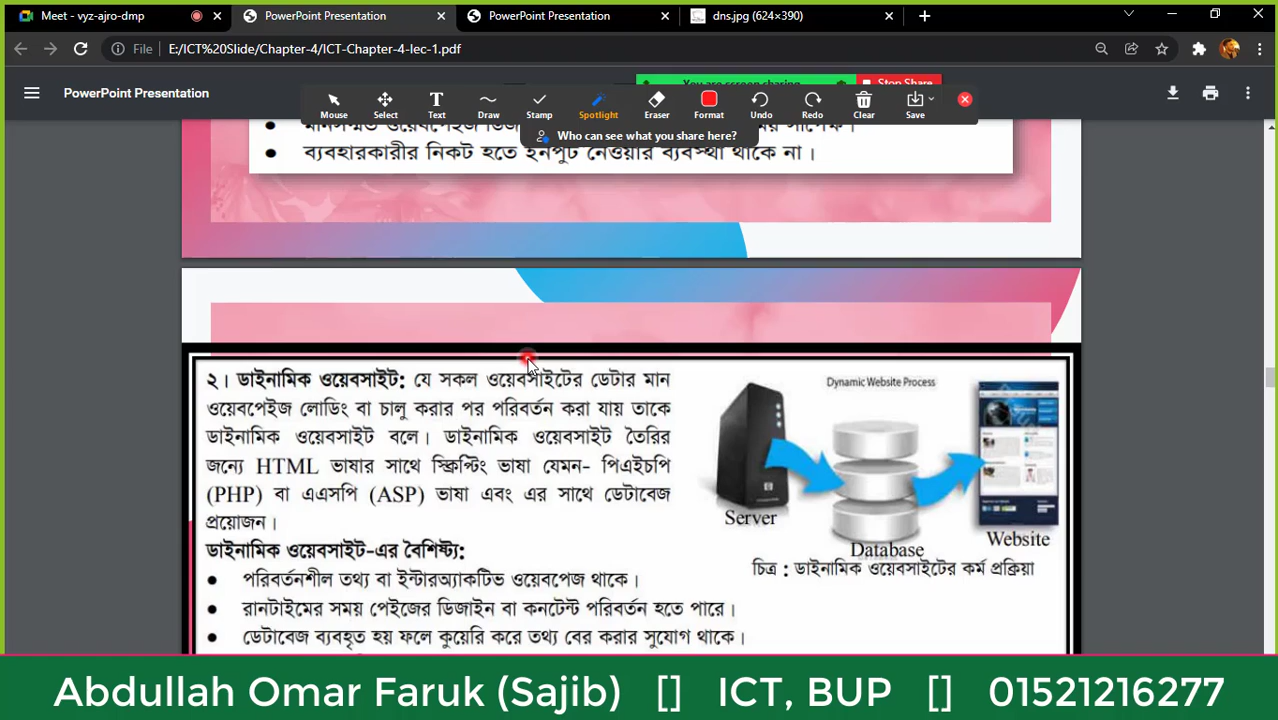 Meet - vyz-ajro-dmp
PowerPoint Presentation
PowerPoint Presentation
dns.jpg (624×390)
File
E:/ICT%20Slide/Chapter-4/ICT-Chapter-4-lec-1.pdf
PowerPoint Presentation
Mouse
Select
Text
Draw
Stamp
Spotlight
Eraser
Format
Undo
Redo
Clear
Save
Who can see what you share here?
ব্যবহারকারীর নিকট হতে ইনপুট নেওয়ার ব্যবস্থা থাকে না।
২। ডাইনামিক ওয়েবসাইট: যে সকল ওয়েবসাইটের ডেটার মান
ওয়েবপেইজ লোডিং বা চালু করার পর পরিবর্তন করা যায় তাকে
ডাইনামিক ওয়েবসাইট বলে। ডাইনামিক ওয়েবসাইট তৈরির
জন্যে HTML ভাষার সাথে স্ক্রিপ্টিং ভাষা যেমন- পিএইচপি
(PHP) বা এএসপি (ASP) ভাষা এবং এর সাথে ডেটাবেজ
প্রয়োজন।
Dynamic Website Process
Server
Database
Website
চিত্র : ডাইনামিক ওয়েবসাইটের কর্ম প্রক্রিয়া
ডাইনামিক ওয়েবসাইট-এর বৈশিষ্ট্য:
• পরিবর্তনশীল তথ্য বা ইন্টারঅ্যাকটিভ ওয়েবপেজ থাকে।
• রানটাইমের সময় পেইজের ডিজাইন বা কনটেন্ট পরিবর্তন হতে পারে।
• ডেটাবেজ ব্যবহৃত হয় ফলে কুয়েরি করে তথ্য বের করার সুযোগ থাকে।
Abdullah Omar Faruk (Sajib) [] ICT, BUP [] 01521216277